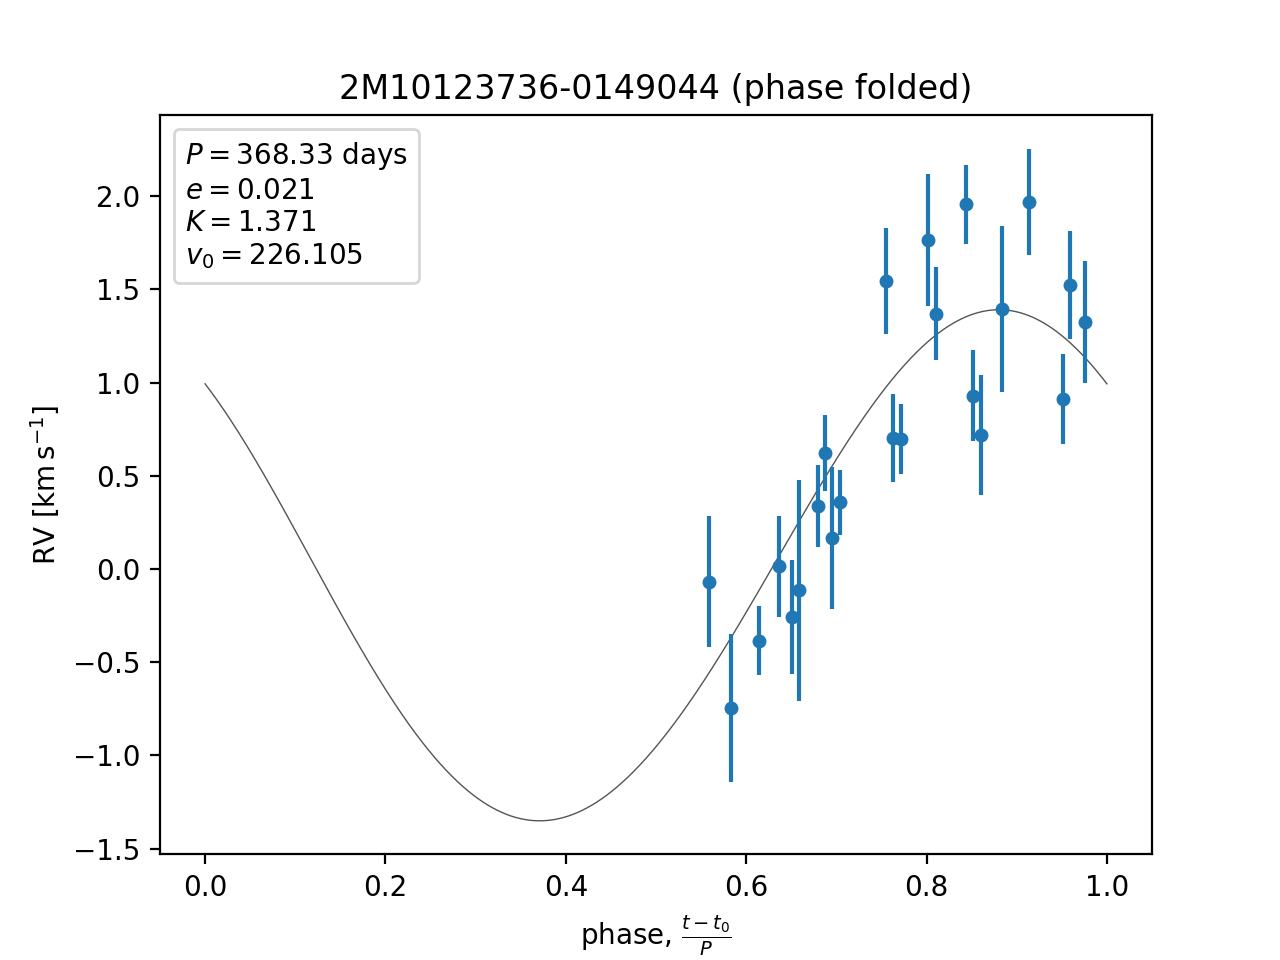 2M10123736-0149044 (phase folded)
P = 368.33 days
e = 0.021
K = 1.371
v₀ = 226.105
RV [km s⁻¹]
2.0
1.5
1.0
0.5
0.0
−0.5
−1.0
−1.5
0.0 0.2 0.4 0.6 0.8 1.0
phase, (t − t₀)/P